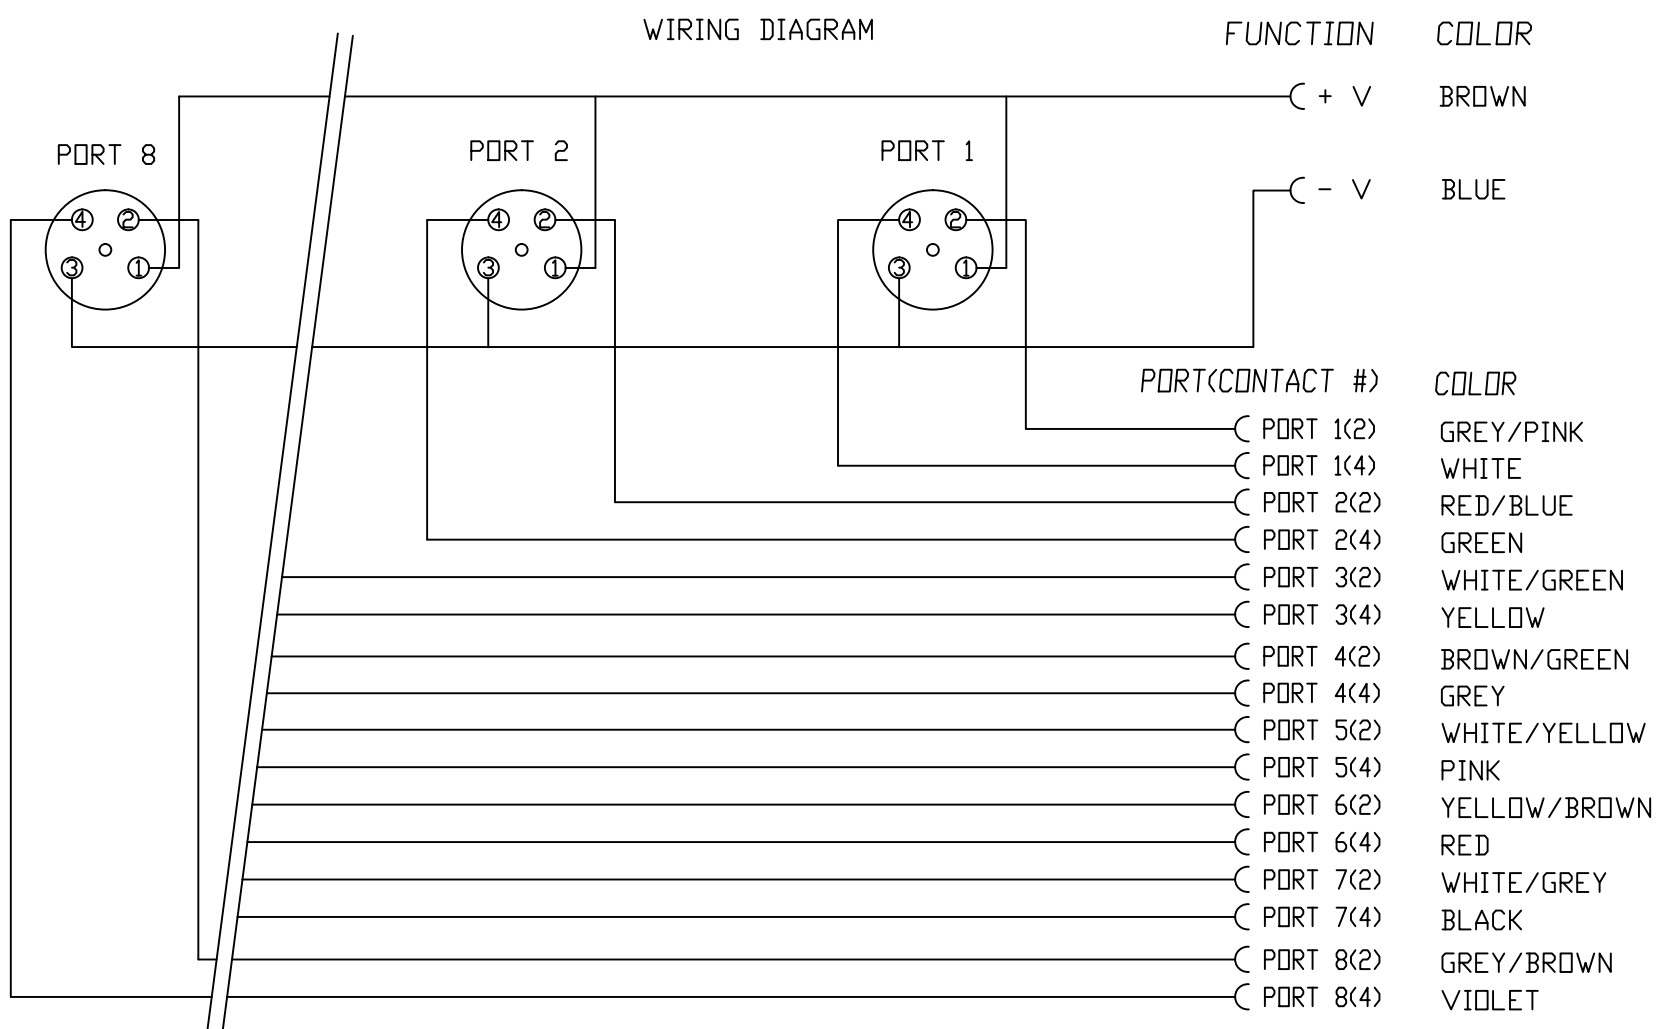 WIRING DIAGRAM
FUNCTION COLOR
+ V BROWN
- V BLUE
PORT 8
PORT 2
PORT 1
4 2
3 1
4 2
3 1
4 2
3 1
PORT(CONTACT #) COLOR
PORT 1(2) GREY/PINK
PORT 1(4) WHITE
PORT 2(2) RED/BLUE
PORT 2(4) GREEN
PORT 3(2) WHITE/GREEN
PORT 3(4) YELLOW
PORT 4(2) BROWN/GREEN
PORT 4(4) GREY
PORT 5(2) WHITE/YELLOW
PORT 5(4) PINK
PORT 6(2) YELLOW/BROWN
PORT 6(4) RED
PORT 7(2) WHITE/GREY
PORT 7(4) BLACK
PORT 8(2) GREY/BROWN
PORT 8(4) VIOLET